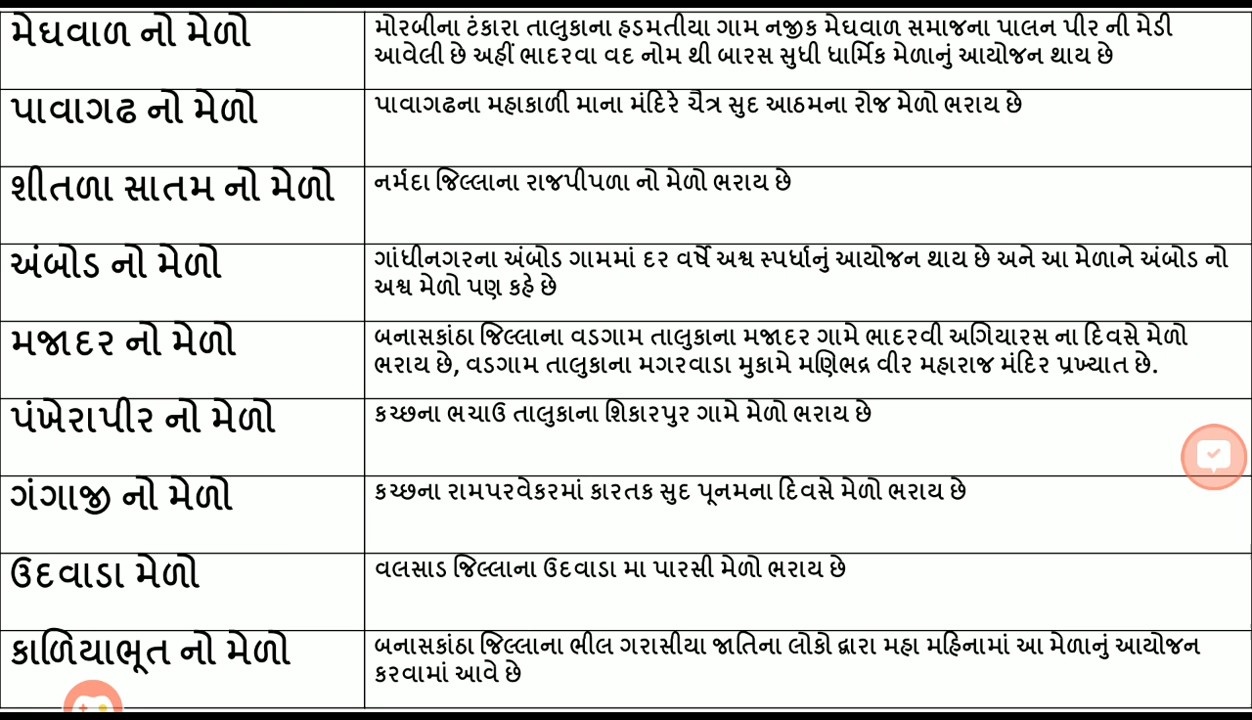 મેઘવાળ નો મેળો
મોરબીના ટંકારા તાલુકાના હડમતીયા ગામ નજીક મેઘવાળ સમાજના પાલન પીર ની મેડી
આવેલી છે અહીં ભાદરવા વદ નોમ થી બારસ સુધી ધાર્મિક મેળાનું આયોજન થાય છે
પાવાગઢ નો મેળો
પાવાગઢના મહાકાળી માના મંદિરે ચૈત્ર સુદ આઠમના રોજ મેળો ભરાય છે
શીતળા સાતમ નો મેળો
નર્મદા જિલ્લાના રાજપીપળા નો મેળો ભરાય છે
અંબોડ નો મેળો
ગાંધીનગરના અંબોડ ગામમાં દર વર્ષે અશ્વ સ્પર્ધાનું આયોજન થાય છે અને આ મેળાને અંબોડ નો
અશ્વ મેળો પણ કહે છે
મજાદર નો મેળો
બનાસકાંઠા જિલ્લાના વડગામ તાલુકાના મજાદર ગામે ભાદરવી અગિયારસ ના દિવસે મેળો
ભરાય છે, વડગામ તાલુકાના મગરવાડા મુકામે મણિભદ્ર વીર મહારાજ મંદિર પ્રખ્યાત છે.
પંખેરાપીર નો મેળો
કચ્છના ભચાઉ તાલુકાના શિકારપુર ગામે મેળો ભરાય છે
ગંગાજી નો મેળો
કચ્છના રામપરવેકરમાં કારતક સુદ પૂનમના દિવસે મેળો ભરાય છે
ઉદવાડા મેળો
વલસાડ જિલ્લાના ઉદવાડા મા પારસી મેળો ભરાય છે
કાળિયાભૂત નો મેળો
બનાસકાંઠા જિલ્લાના ભીલ ગરાસીયા જાતિના લોકો દ્વારા મહા મહિનામાં આ મેળાનું આયોજન
કરવામાં આવે છે